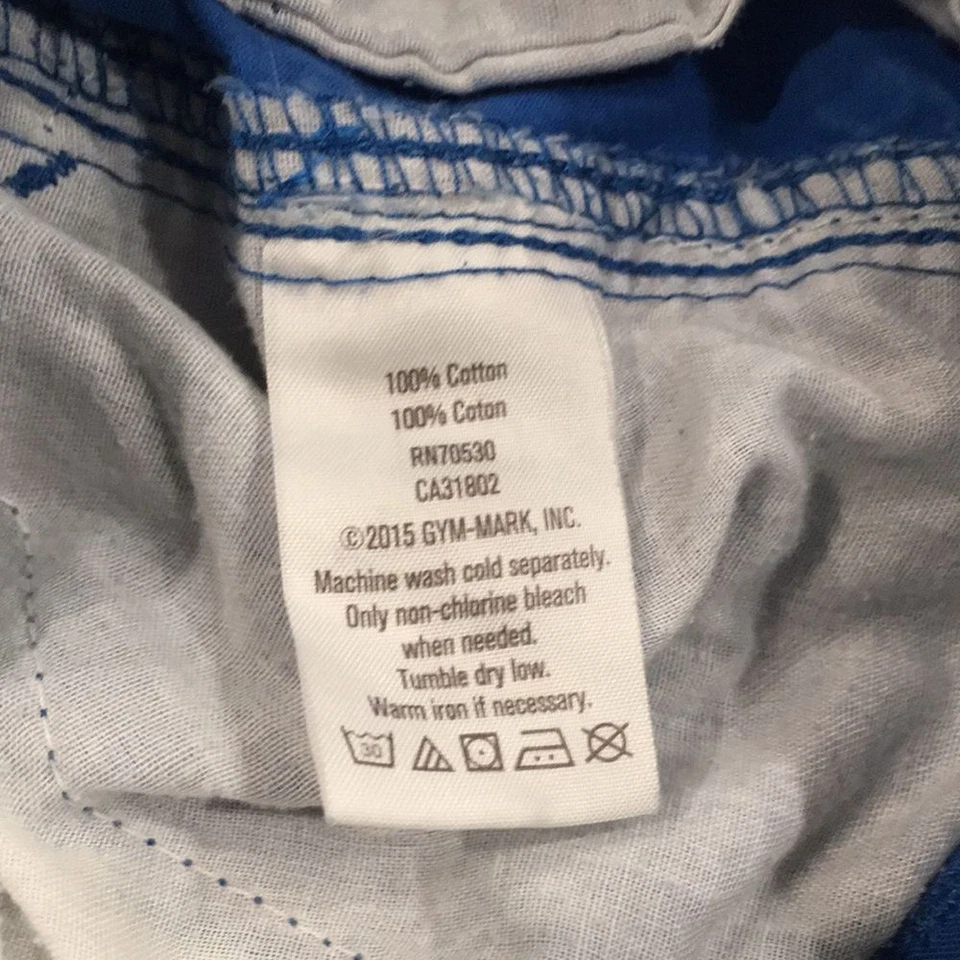 100% Cotton
100% Coton
RN70530
CA31802
©2015 GYM-MARK, INC.
Machine wash cold separately.
Only non-chlorine bleach
when needed.
Tumble dry low.
Warm iron if necessary.
30